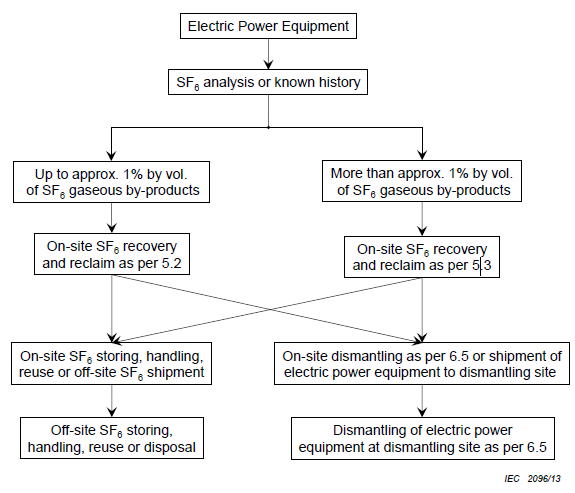 Electric Power Equipment
SF6 analysis or known history
Up to approx. 1% by vol.
of SF6 gaseous by-products
More than approx. 1% by vol.
of SF6 gaseous by-products
On-site SF6 recovery
and reclaim as per 5.2
On-site SF6 recovery
and reclaim as per 5.3
On-site SF6 storing, handling,
reuse or off-site SF6 shipment
On-site dismantling as per 6.5 or shipment of
electric power equipment to dismantling site
Off-site SF6 storing,
handling, reuse or disposal
Dismantling of electric power
equipment at dismantling site as per 6.5
IEC 2096/13